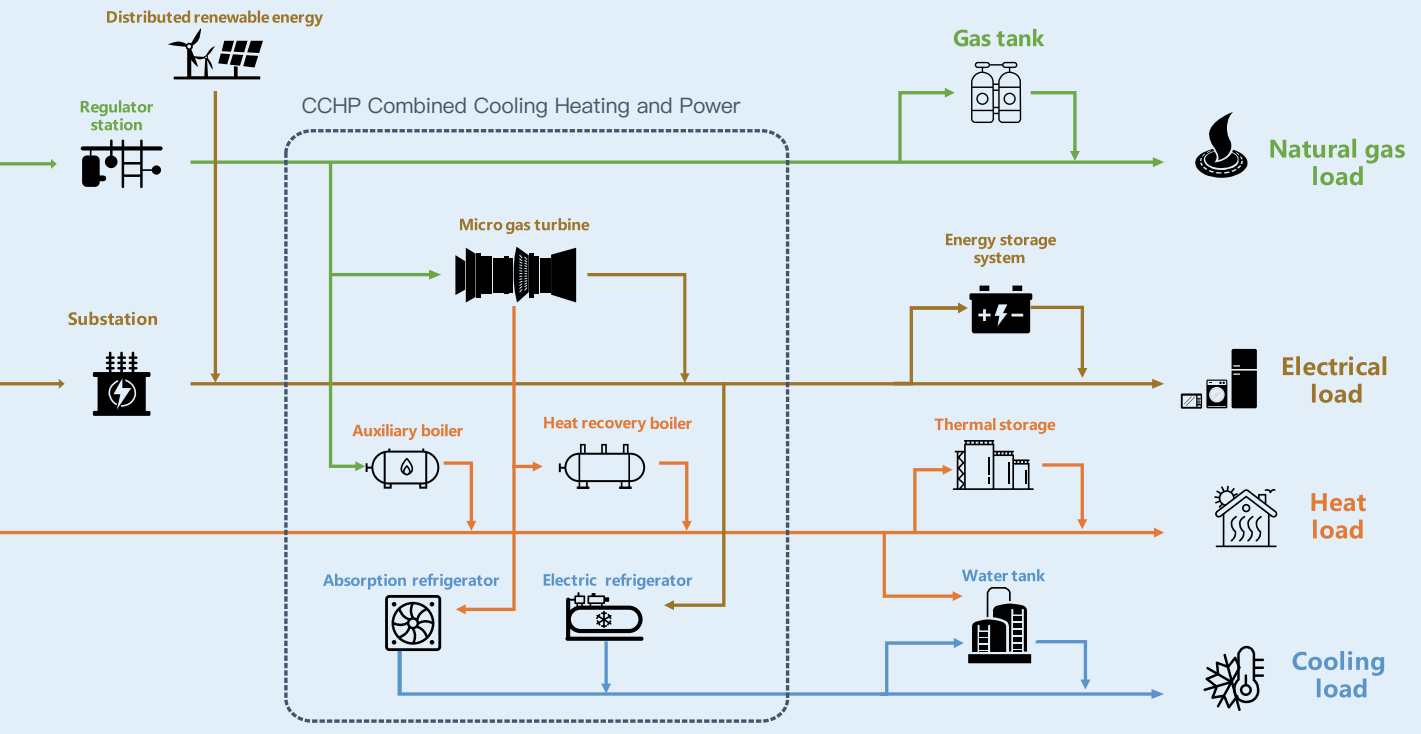 Distributed renewable energy
Gas tank
Regulator
station
CCHP Combined Cooling Heating and Power
Natural gas
load
Micro gas turbine
Energy storage
system
Substation
Electrical
load
Auxiliary boiler
Heat recovery boiler
Thermal storage
Heat
load
Absorption refrigerator
Electric refrigerator
Water tank
Cooling
load